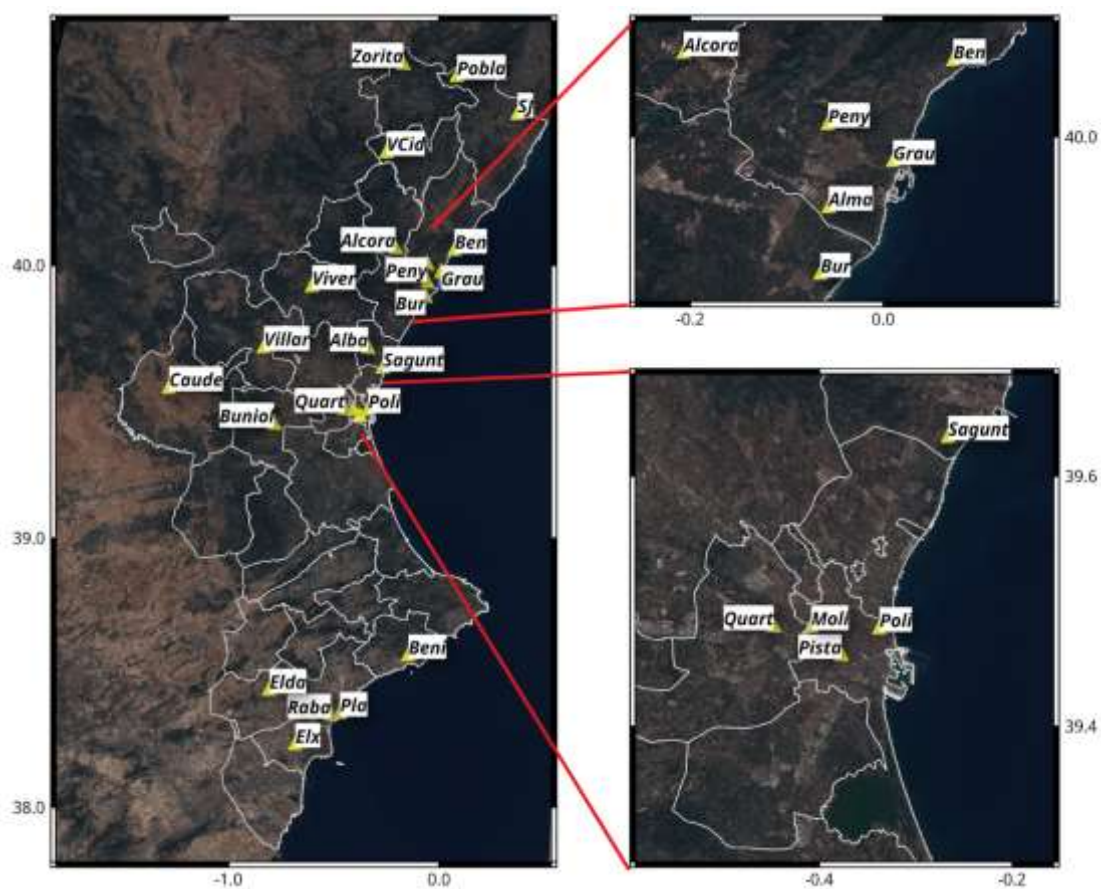 Zorita
Pobla
Sj
VCid
Alcora
Ben
Peny
Grau
Viver
Bur
Villar
Alba
Sagunt
Caude
Quart
Poli
Buniol
Beni
Elda
Raba
Pla
Elx
40.0
39.0
38.0
-1.0
0.0
Alcora
Ben
Peny
Grau
Alma
Bur
40.0
-0.2
0.0
Sagunt
39.6
Quart
Moli
Poli
Pista
39.4
-0.4
-0.2